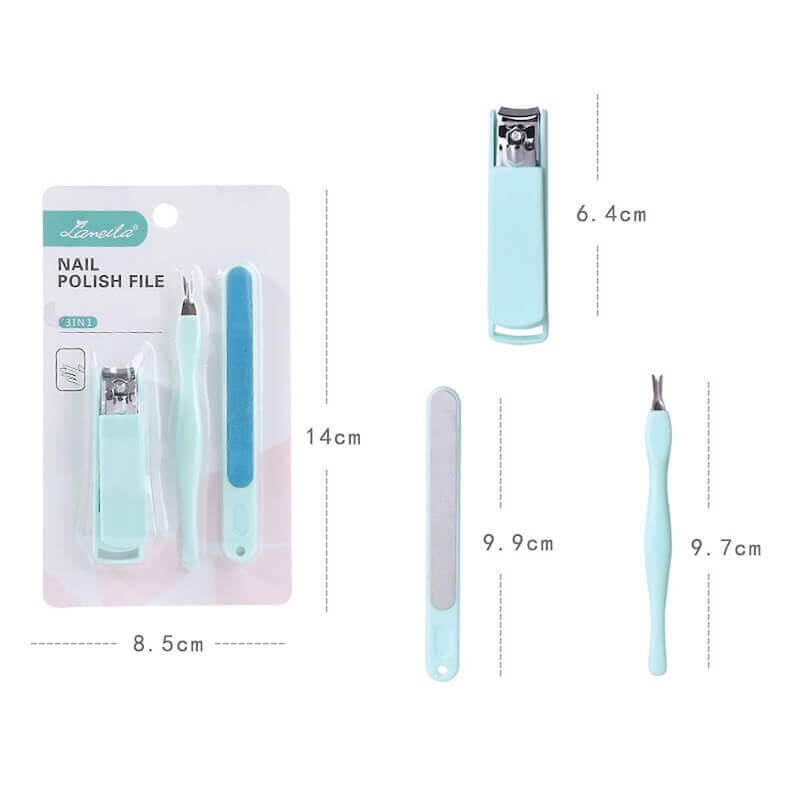 Lameila®
NAIL
POLISH FILE
3IN1
14cm
8.5cm
6.4cm
9.9cm
9.7cm